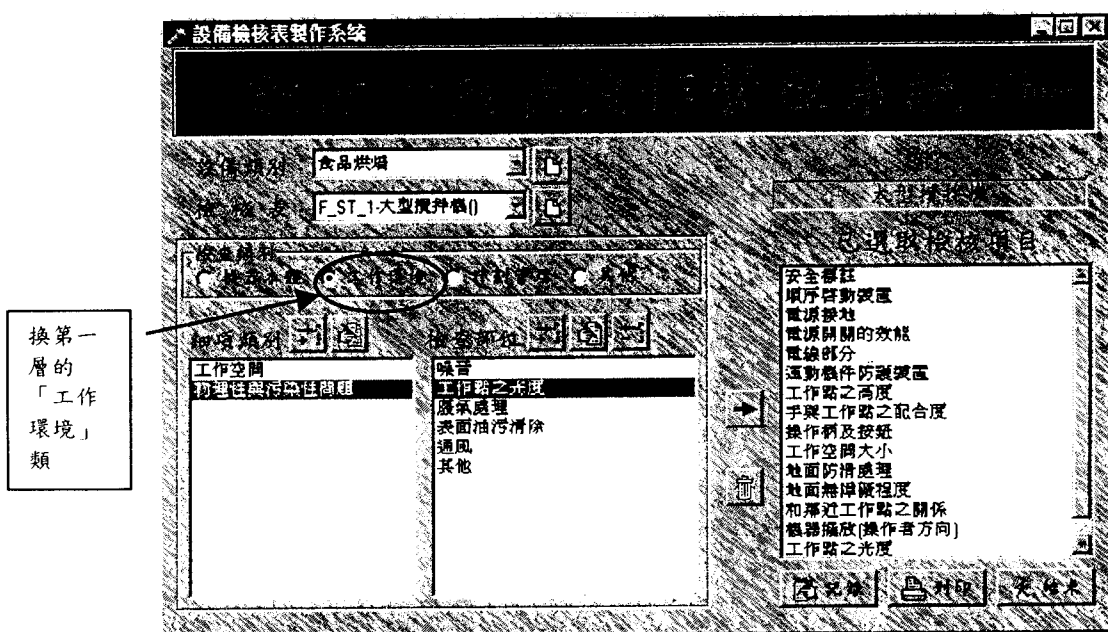 設備檢核表製作系統
設備類別 食品烘焙
檢核表 F_ST_1-大型攪拌機()
大型攪拌機
已選取檢核項目
檢查類別
工作環境
其他
細項類別
檢查部位
工作空間
物理性與污染性問題
噪音
工作點之光度
廢氣處理
表面油污清除
通風
其他
安全標註
順序啓動裝置
電源接地
電源開關的效能
電線部分
運動機件防護裝置
工作點之高度
手與工作點之配合度
操作柄及按鈕
工作空間大小
地面防滑處理
地面無障礙程度
和鄰近工作點之關係
機器擺放(操作者方向)
工作點之光度
列印
結束
換第一
層的
「工作
環境」
類